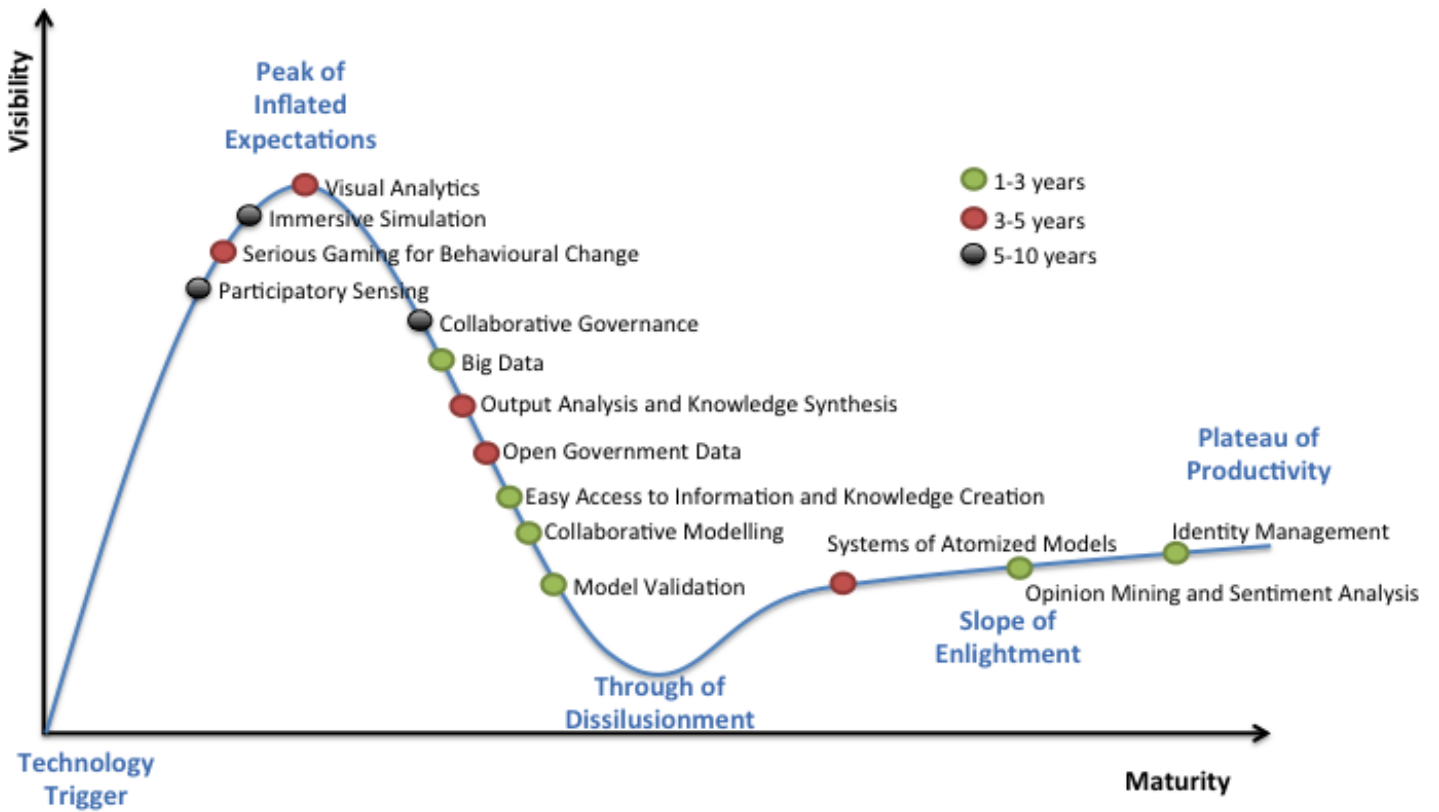 Visibility
Peak of
Inflated
Expectations
Visual Analytics
Immersive Simulation
Serious Gaming for Behavioural Change
Participatory Sensing
1-3 years
3-5 years
5-10 years
Collaborative Governance
Big Data
Output Analysis and Knowledge Synthesis
Open Government Data
Easy Access to Information and Knowledge Creation
Collaborative Modelling
Model Validation
Systems of Atomized Models
Plateau of
Productivity
Identity Management
Opinion Mining and Sentiment Analysis
Slope of
Enlightment
Through of
Dissilusionment
Technology
Trigger
Maturity